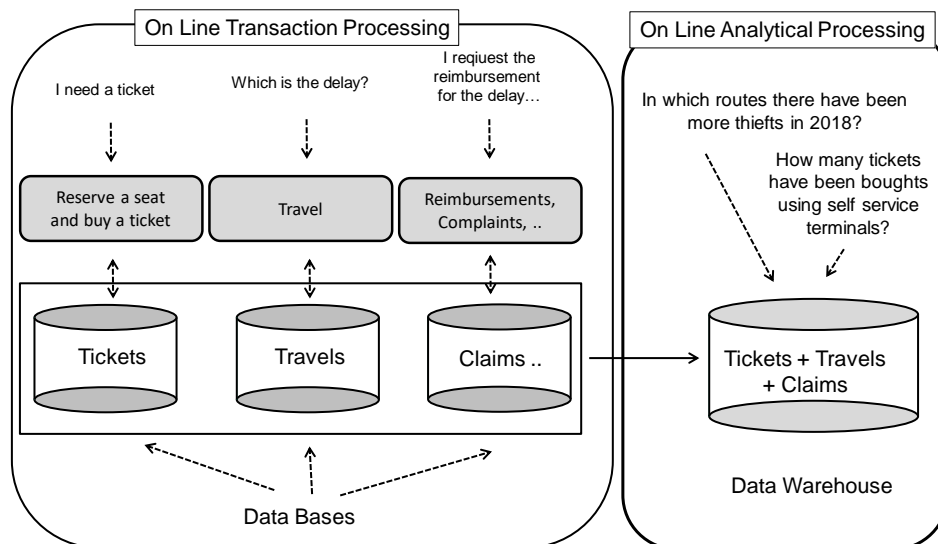 On Line Transaction Processing
I need a ticket
Which is the delay?
I reqiuest the
reimbursement
for the delay…
Reserve a seat
and buy a ticket
Travel
Reimbursements,
Complaints, ..
Tickets
Travels
Claims ..
Data Bases
On Line Analytical Processing
In which routes there have been
more thiefts in 2018?
How many tickets
have been boughts
using self service
terminals?
Tickets + Travels
+ Claims
Data Warehouse